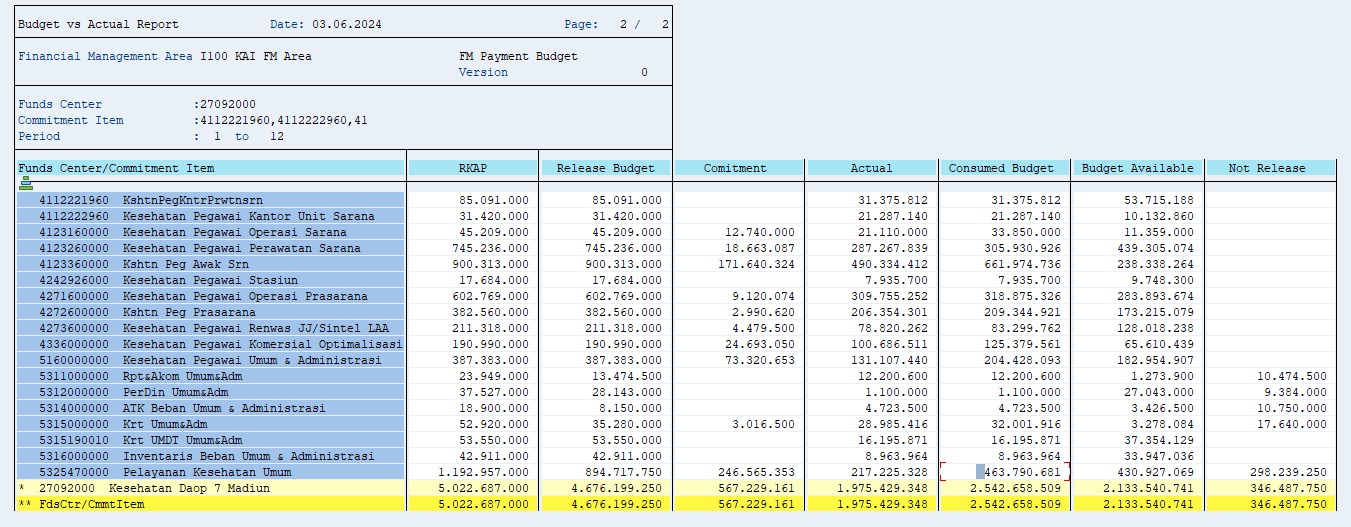 Budget vs Actual Report Date: 03.06.2024 Page: 2 / 2
Financial Management Area I100 KAI FM Area FM Payment Budget
Version 0
Funds Center :27092000
Commitment Item :4112221960,4112222960,41
Period : 1 to 12
Funds Center/Commitment Item RKAP Release Budget Comitment Actual Consumed Budget Budget Available Not Release
4112221960 KshtnPegKntrPrwtnsrn 85.091.000 85.091.000 31.375.812 31.375.812 53.715.188
4112222960 Kesehatan Pegawai Kantor Unit Sarana 31.420.000 31.420.000 21.287.140 21.287.140 10.132.860
4123160000 Kesehatan Pegawai Operasi Sarana 45.209.000 45.209.000 12.740.000 21.110.000 33.850.000 11.359.000
4123260000 Kesehatan Pegawai Perawatan Sarana 745.236.000 745.236.000 18.663.087 287.267.839 305.930.926 439.305.074
4123360000 Kshtn Peg Awak Srn 900.313.000 900.313.000 171.640.324 490.334.412 661.974.736 238.338.264
4242926000 Kesehatan Pegawai Stasiun 17.684.000 17.684.000 7.935.700 7.935.700 9.748.300
4271600000 Kesehatan Pegawai Operasi Prasarana 602.769.000 602.769.000 9.120.074 309.755.252 318.875.326 283.893.674
4272600000 Kshtn Peg Prasarana 382.560.000 382.560.000 2.990.620 206.354.301 209.344.921 173.215.079
4273600000 Kesehatan Pegawai Renwas JJ/Sintel LAA 211.318.000 211.318.000 4.479.500 78.820.262 83.299.762 128.018.238
4336000000 Kesehatan Pegawai Komersial Optimalisasi 190.990.000 190.990.000 24.693.050 100.686.511 125.379.561 65.610.439
5160000000 Kesehatan Pegawai Umum & Administrasi 387.383.000 387.383.000 73.320.653 131.107.440 204.428.093 182.954.907
5311000000 Rpt&Akom Umum&Adm 23.949.000 13.474.500 12.200.600 12.200.600 1.273.900 10.474.500
5312000000 PerDin Umum&Adm 37.527.000 28.143.000 1.100.000 1.100.000 27.043.000 9.384.000
5314000000 ATK Beban Umum & Administrasi 18.900.000 8.150.000 4.723.500 4.723.500 3.426.500 10.750.000
5315000000 Krt Umum&Adm 52.920.000 35.280.000 3.016.500 28.985.416 32.001.916 3.278.084 17.640.000
5315190010 Krt UMDT Umum&Adm 53.550.000 53.550.000 16.195.871 16.195.871 37.354.129
5316000000 Inventaris Beban Umum & Administrasi 42.911.000 42.911.000 8.963.964 8.963.964 33.947.036
5325470000 Pelayanan Kesehatan Umum 1.192.957.000 894.717.750 246.565.353 217.225.328 463.790.681 430.927.069 298.239.250
* 27092000 Kesehatan Daop 7 Madiun 5.022.687.000 4.676.199.250 567.229.161 1.975.429.348 2.542.658.509 2.133.540.741 346.487.750
** FdsCtr/CmmtItem 5.022.687.000 4.676.199.250 567.229.161 1.975.429.348 2.542.658.509 2.133.540.741 346.487.750